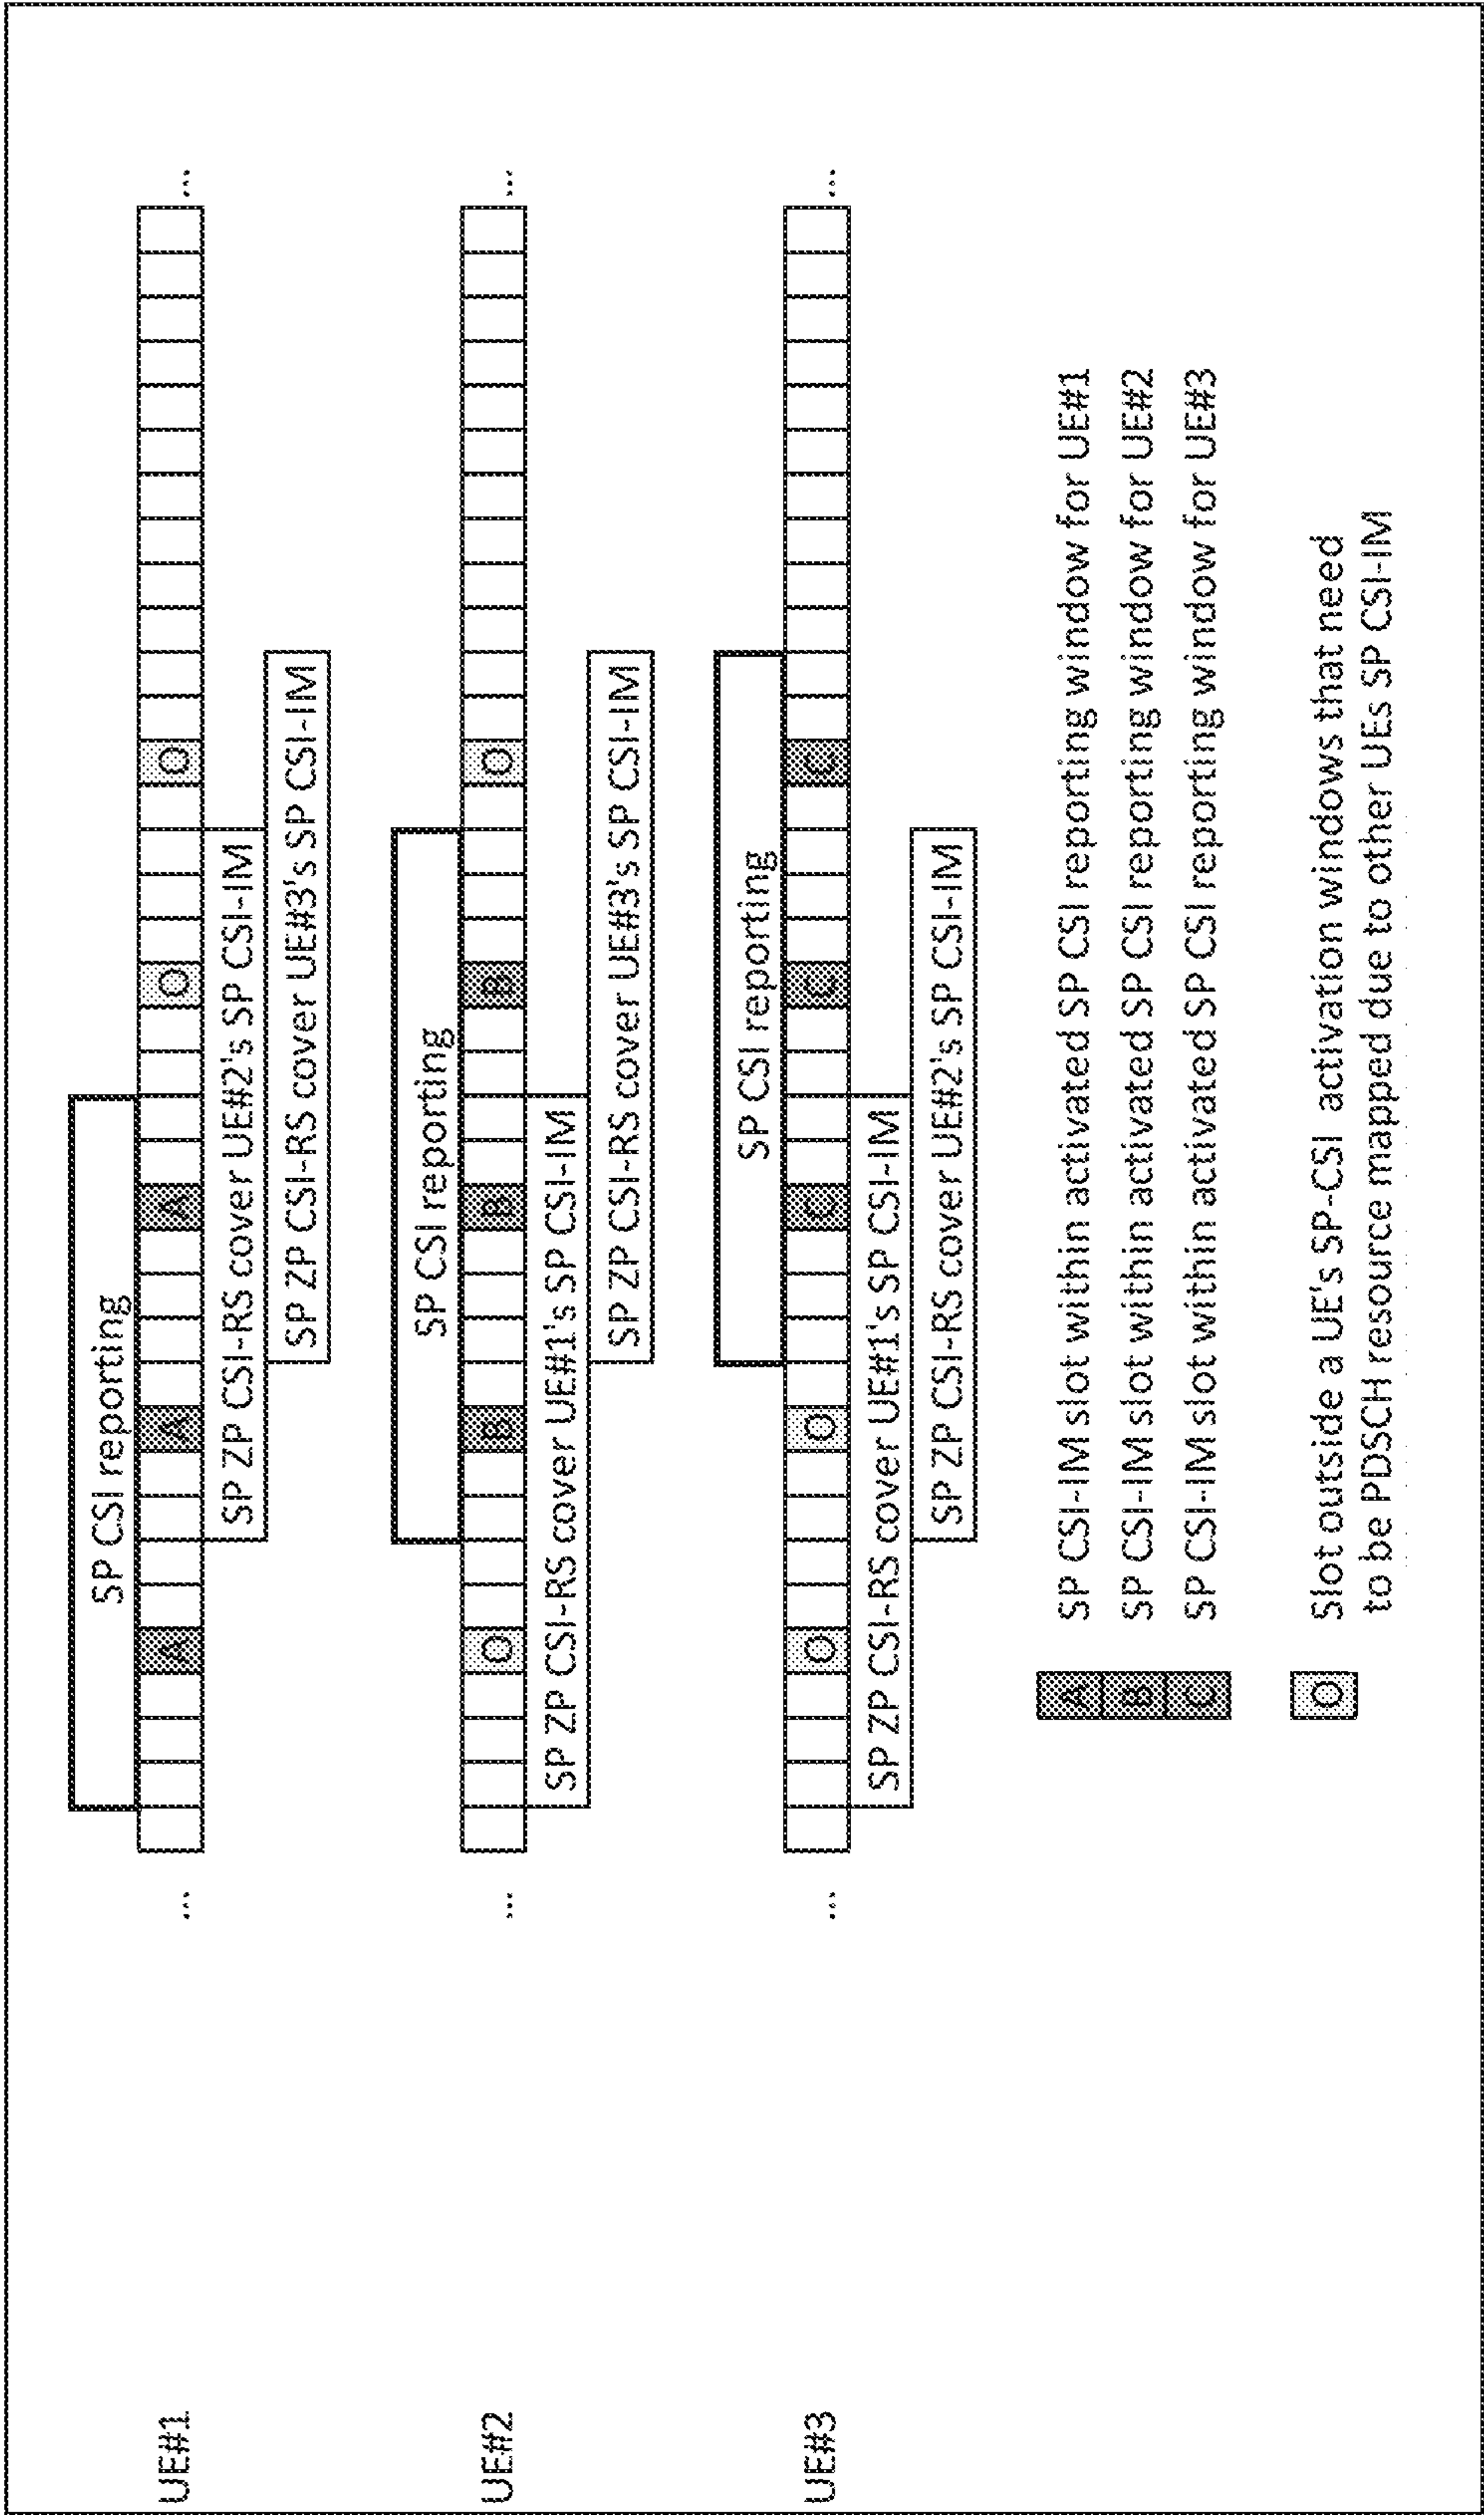 SP CSI reporting
UE#1
...
A
A
A
O
O
...
SP ZP CSI-RS cover UE#2's SP CSI-IM
SP ZP CSI-RS cover UE#3's SP CSI-IM
SP CSI reporting
UE#2
...
O
B
B
B
O
...
SP ZP CSI-RS cover UE#1's SP CSI-IM
SP ZP CSI-RS cover UE#3's SP CSI-IM
SP CSI reporting
UE#3
...
O
O
C
C
C
...
SP ZP CSI-RS cover UE#1's SP CSI-IM
SP ZP CSI-RS cover UE#2's SP CSI-IM
A SP CSI-IM slot within activated SP CSI reporting window for UE#1
B SP CSI-IM slot within activated SP CSI reporting window for UE#2
C SP CSI-IM slot within activated SP CSI reporting window for UE#3
O Slot outside a UE's SP-CSI activation windows that need
to be PDSCH resource mapped due to other UEs SP CSI-IM